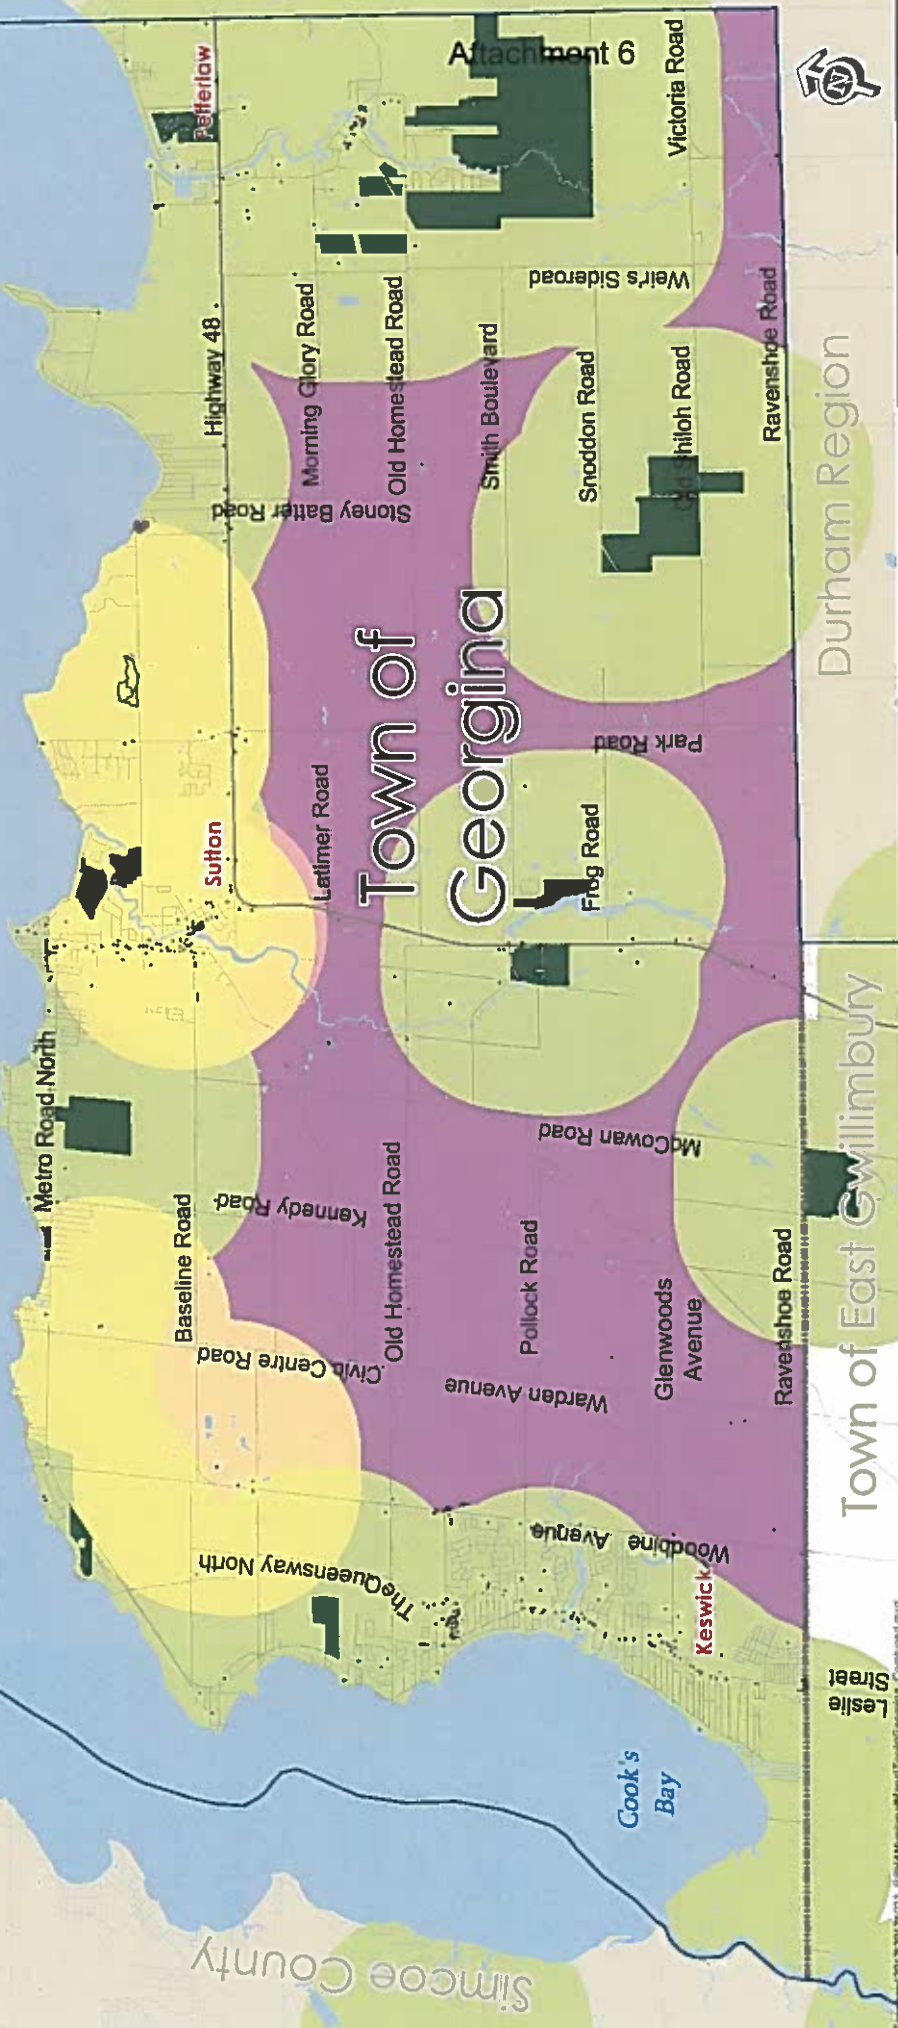 Attachment 6
Pefferlaw
Victoria Road
N
Weir's Sideroad
Highway 48
Morning Glory Road
Old Homestead Road
Smith Boulevard
Snoddon Road
Old Shiloh Road
Ravenshoe Road
Stoney Batter Road
Durham Region
Town of
Georgina
Park Road
Sutton
Latimer Road
Frog Road
Metro Road North
McCowan Road
Kennedy Road
Baseline Road
Old Homestead Road
Pollock Road
Glenwoods
Avenue
Ravenshoe Road
Town of East Gwillimbury
Civic Centre Road
Warden Avenue
The Queensway North
Woodbine Avenue
Keswick
Leslie
Street
Cook's
Bay
Simcoe County